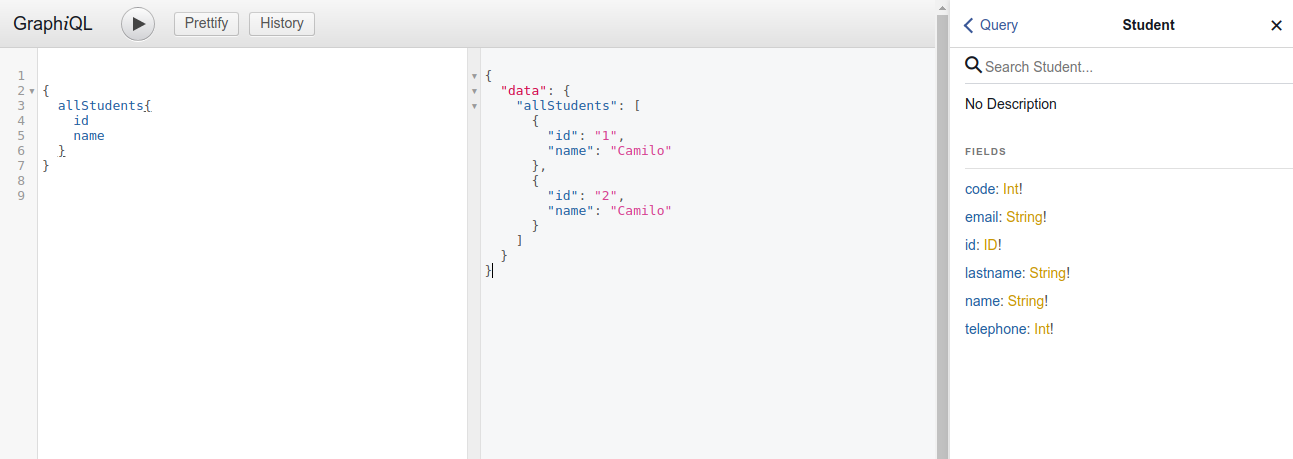 GraphiQL Prettify History
1
2 {
3 allStudents{
4 id
5 name
6 }
7 }
8
9
{
"data": {
"allStudents": [
{
"id": "1",
"name": "Camilo"
},
{
"id": "2",
"name": "Camilo"
}
]
}
}
Query Student
Search Student...
No Description
FIELDS
code: Int!
email: String!
id: ID!
lastname: String!
name: String!
telephone: Int!